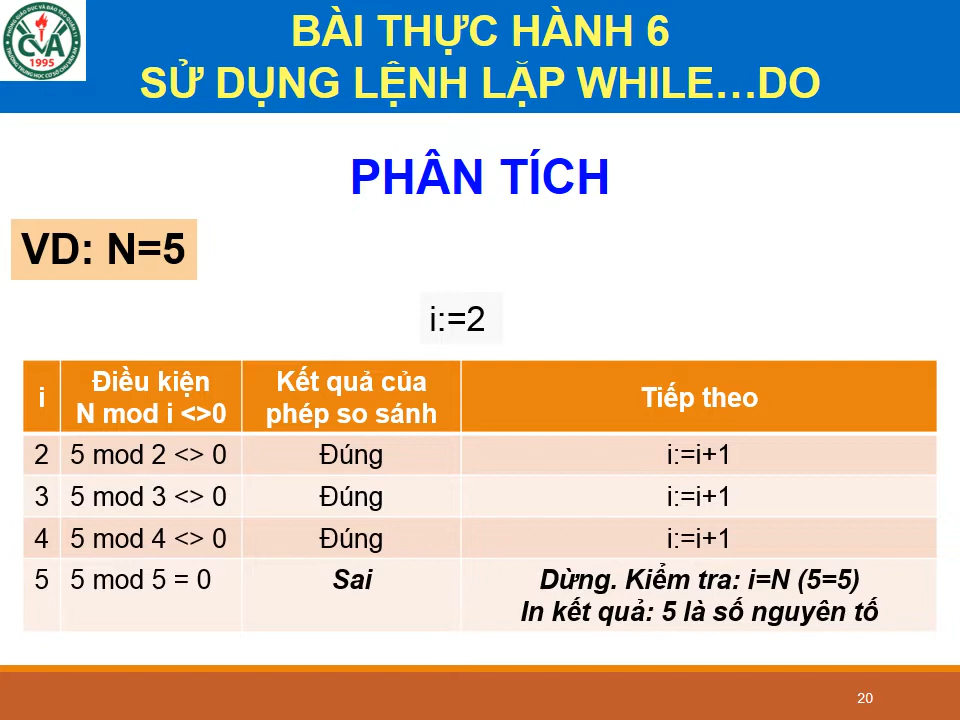 BÀI THỰC HÀNH 6
SỬ DỤNG LỆNH LẶP WHILE…DO
CVA
1995
PHÂN TÍCH
VD: N=5
i:=2
i
Điều kiện
N mod i <>0
Kết quả của
phép so sánh
Tiếp theo
2 5 mod 2 <> 0 Đúng i:=i+1
3 5 mod 3 <> 0 Đúng i:=i+1
4 5 mod 4 <> 0 Đúng i:=i+1
5 5 mod 5 = 0 Sai Dừng. Kiểm tra: i=N (5=5)
In kết quả: 5 là số nguyên tố
20